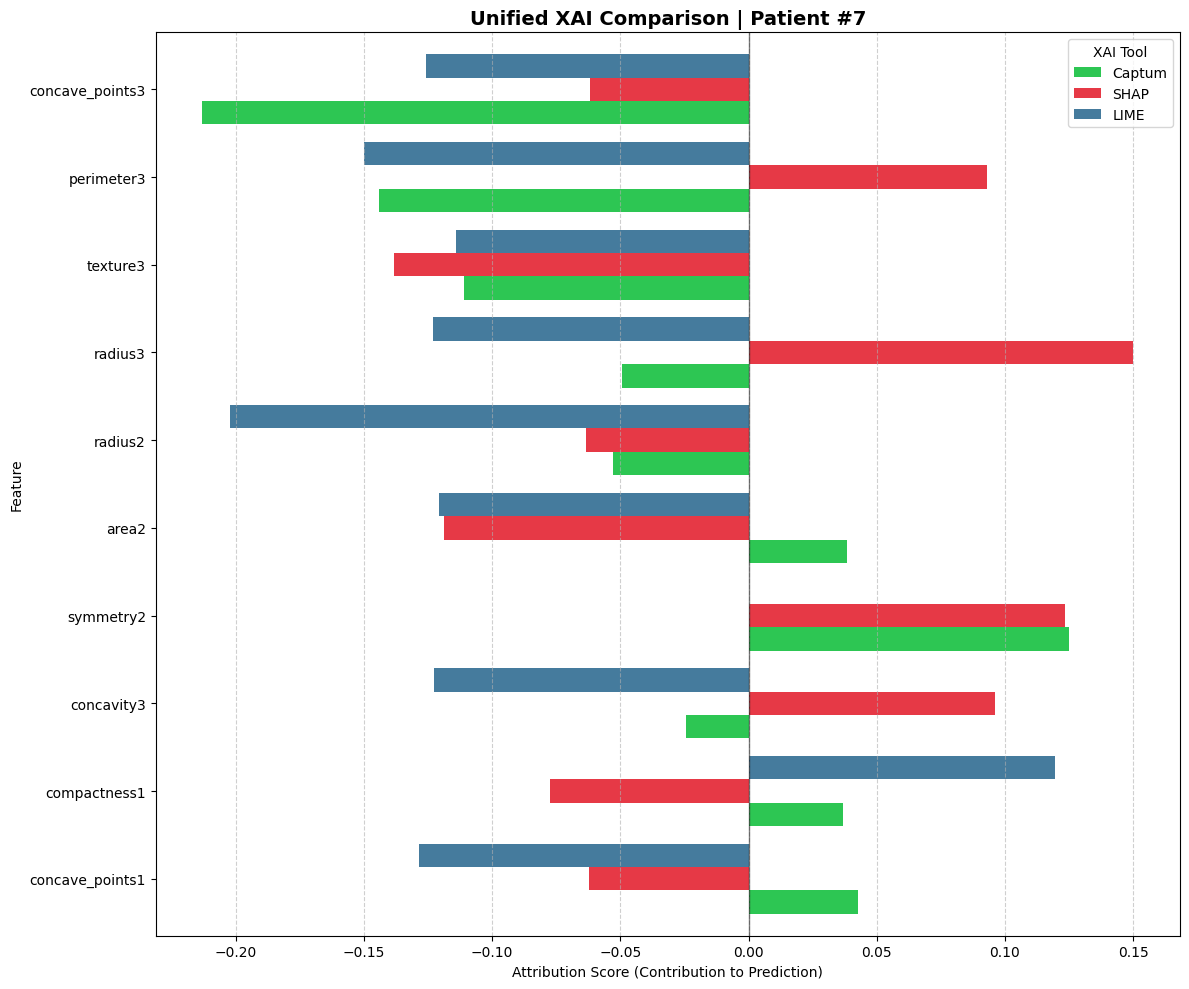 Unified XAI Comparison | Patient #7
XAI Tool
Captum
SHAP
LIME
Feature
concave_points3
perimeter3
texture3
radius3
radius2
area2
symmetry2
concavity3
compactness1
concave_points1
−0.20 −0.15 −0.10 −0.05 0.00 0.05 0.10 0.15
Attribution Score (Contribution to Prediction)